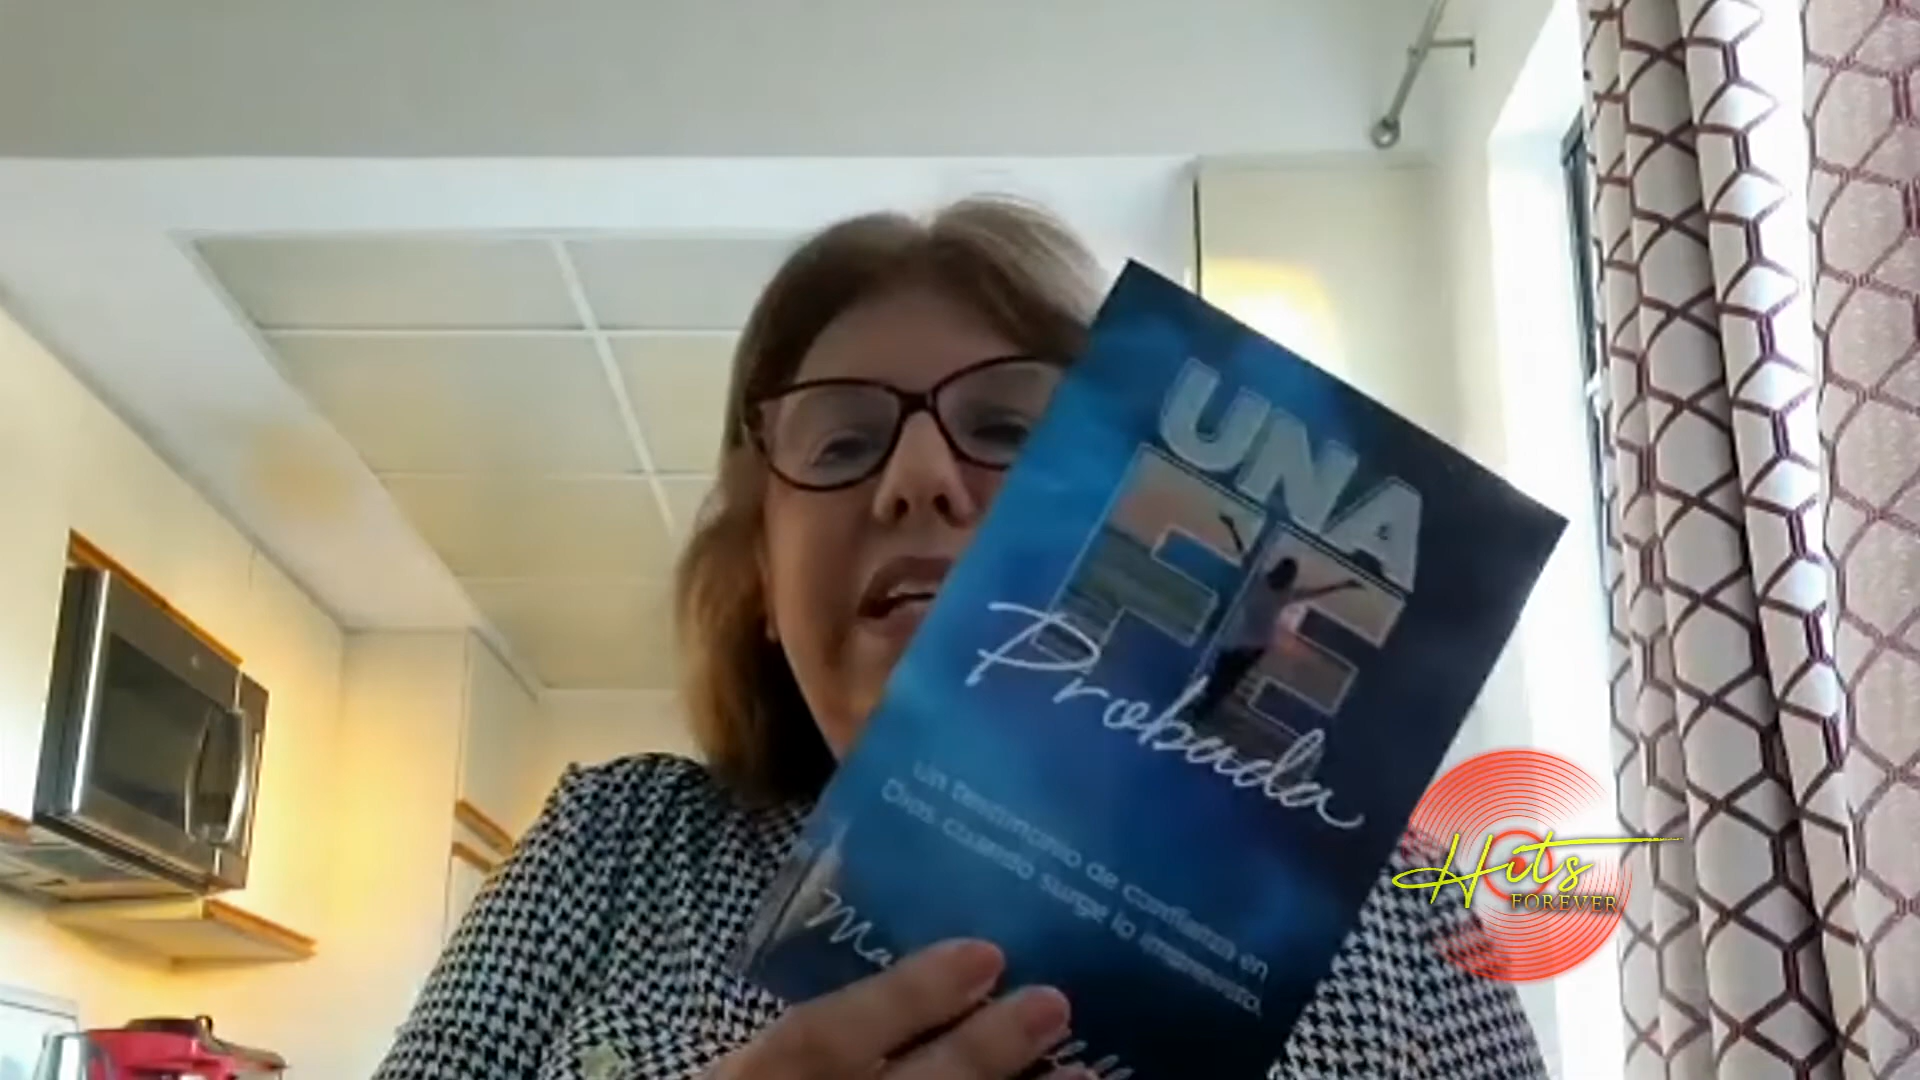 UNA
FE
Probada
Un testimonio de confianza en
Dios cuando surge lo imprevisto.
Hits
FOREVER